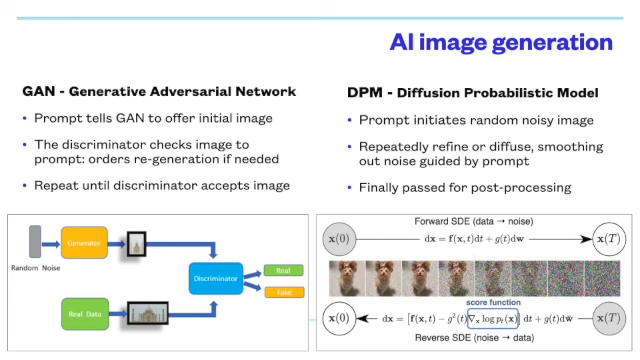 AI image generation
GAN - Generative Adversarial Network
• Prompt tells GAN to offer initial image
• The discriminator checks image to
prompt: orders re-generation if needed
• Repeat until discriminator accepts image
DPM - Diffusion Probabilistic Model
• Prompt initiates random noisy image
• Repeatedly refine or diffuse, smoothing
out noise guided by prompt
• Finally passed for post-processing
Generator
Random Noise
Discriminator
Real
False
Real Data
Forward SDE (data → noise)
x(0)
dx = f(x, t)dt + g(t)dw
x(T)
score function
x(0)
dx = [f(x, t) − g²(t)∇ₓ log pₜ(x)] dt + g(t)dw̄
x(T)
Reverse SDE (noise → data)